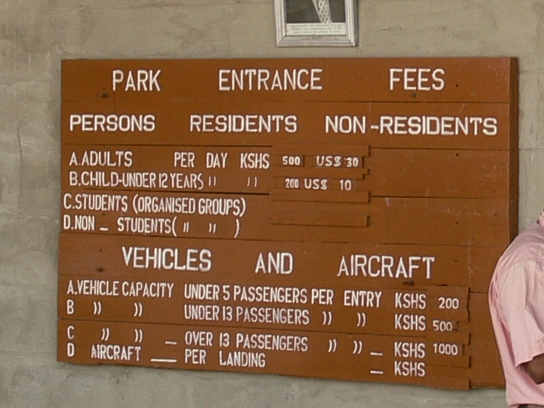 PARK ENTRANCE FEES
PERSONS RESIDENTS NON-RESIDENTS
A.ADULTS PER DAY KSHS 500 US$ 30
B.CHILD-UNDER 12 YEARS " " 200 US$ 10
C.STUDENTS (ORGANISED GROUPS)
D.NON _ STUDENTS( " " )
VEHICLES AND AIRCRAFT
A.VEHICLE CAPACITY UNDER 5 PASSENGERS PER ENTRY KSHS 200
B " " UNDER 13 PASSENGERS " " KSHS 500
C " " _ OVER 13 PASSENGERS " " _ KSHS 1000
D AIRCRAFT ___ PER LANDING _ KSHS